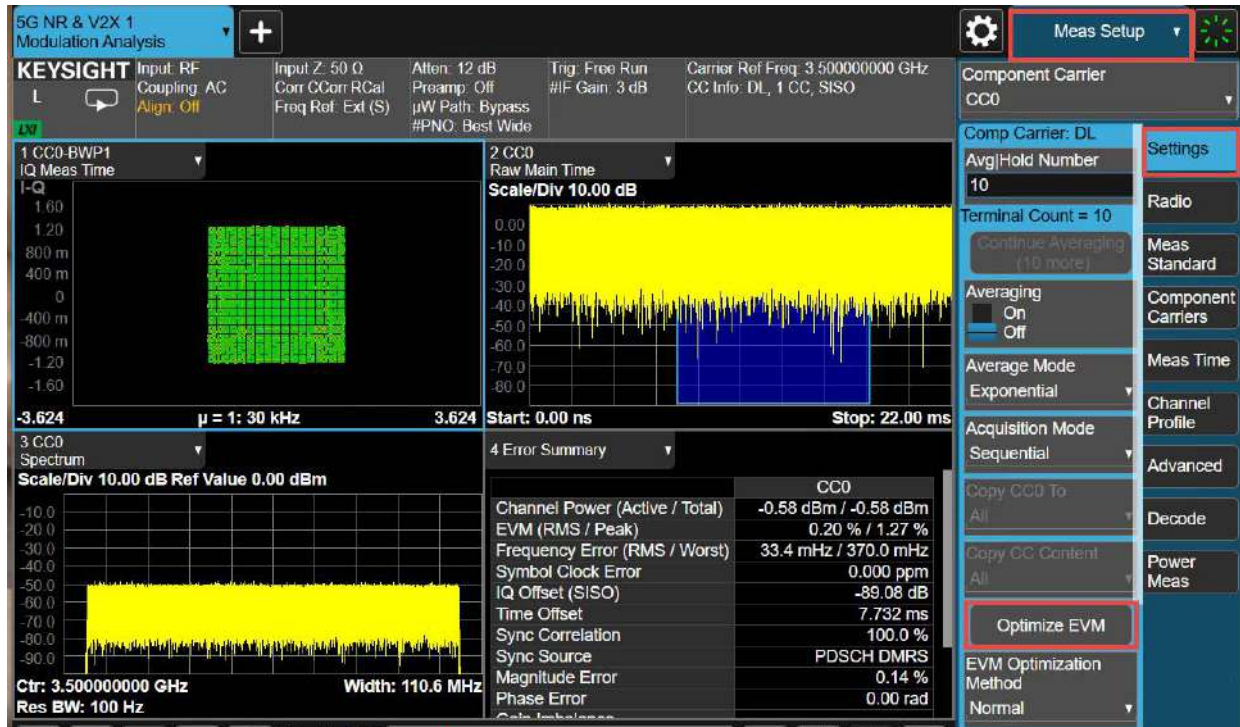 5G NR & V2X 1
Modulation Analysis
+
Meas Setup
KEYSIGHT
L
LXI
Input: RF
Coupling: AC
Align: Off
Input Z: 50 Ω
Corr CCorr RCal
Freq Ref: Ext (S)
Atten: 12 dB
Preamp: Off
µW Path: Bypass
#PNO: Best Wide
Trig: Free Run
#IF Gain: 3 dB
Carrier Ref Freq: 3.500000000 GHz
CC Info: DL, 1 CC, SISO
1 CC0-BWP1
IQ Meas Time
I-Q
1.60
1.20
800 m
400 m
0
-400 m
-800 m
-1.20
-1.60
-3.624
µ = 1: 30 kHz
3.624
2 CC0
Raw Main Time
Scale/Div 10.00 dB
0.00
-10.0
-20.0
-30.0
-40.0
-50.0
-60.0
-70.0
-80.0
Start: 0.00 ns
Stop: 22.00 ms
3 CC0
Spectrum
Scale/Div 10.00 dB Ref Value 0.00 dBm
-10.0
-20.0
-30.0
-40.0
-50.0
-60.0
-70.0
-80.0
-90.0
Ctr: 3.500000000 GHz
Width: 110.6 MHz
Res BW: 100 Hz
4 Error Summary
CC0
Channel Power (Active / Total) -0.58 dBm / -0.58 dBm
EVM (RMS / Peak) 0.20 % / 1.27 %
Frequency Error (RMS / Worst) 33.4 mHz / 370.0 mHz
Symbol Clock Error 0.000 ppm
IQ Offset (SISO) -89.08 dB
Time Offset 7.732 ms
Sync Correlation 100.0 %
Sync Source PDSCH DMRS
Magnitude Error 0.14 %
Phase Error 0.00 rad
Component Carrier
CC0
Comp Carrier: DL
Avg|Hold Number
10
Terminal Count = 10
Continue Averaging
(10 more)
Averaging
On
Off
Average Mode
Exponential
Acquisition Mode
Sequential
Copy CC0 To
All
Copy CC Content
All
Optimize EVM
EVM Optimization
Method
Normal
Settings
Radio
Meas
Standard
Component
Carriers
Meas Time
Channel
Profile
Advanced
Decode
Power
Meas